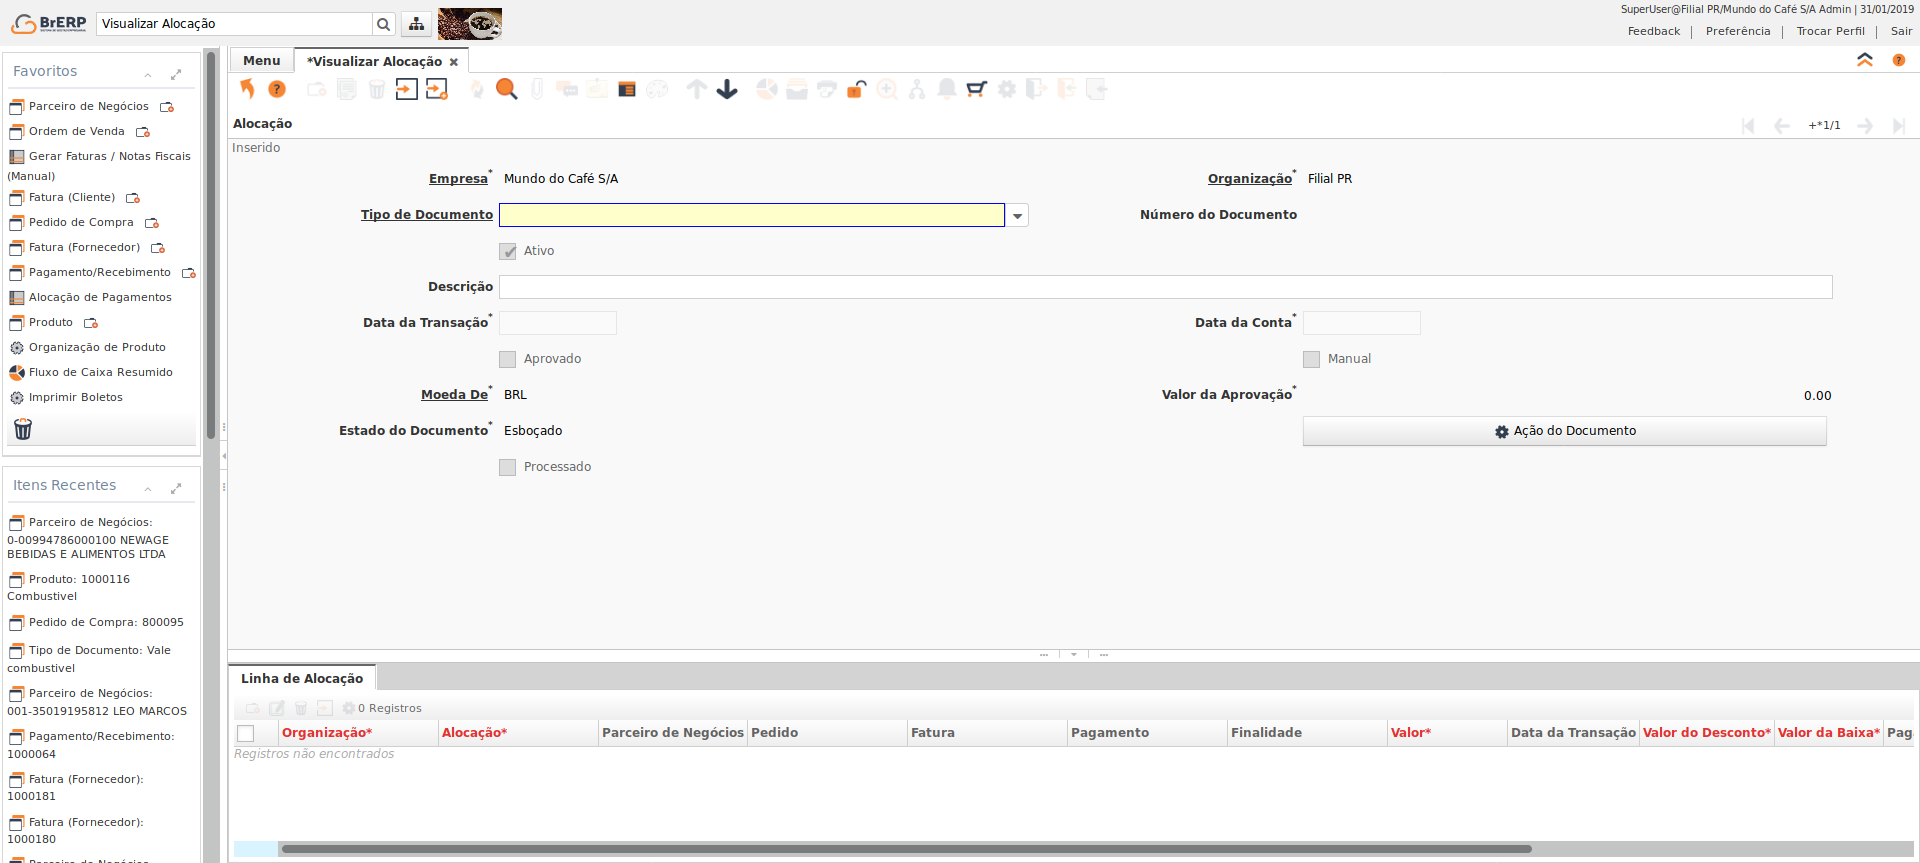 BrERP
Visualizar Alocação
SuperUser@Filial PR/Mundo do Café S/A Admin | 31/01/2019
Feedback | Preferência | Trocar Perfil | Sair
Favoritos
Parceiro de Negócios
Ordem de Venda
Gerar Faturas / Notas Fiscais
(Manual)
Fatura (Cliente)
Pedido de Compra
Fatura (Fornecedor)
Pagamento/Recebimento
Alocação de Pagamentos
Produto
Organização de Produto
Fluxo de Caixa Resumido
Imprimir Boletos
Itens Recentes
Parceiro de Negócios:
0-00994786000100 NEWAGE
BEBIDAS E ALIMENTOS LTDA
Produto: 1000116
Combustivel
Pedido de Compra: 800095
Tipo de Documento: Vale
combustivel
Parceiro de Negócios:
001-35019195812 LEO MARCOS
Pagamento/Recebimento:
1000064
Fatura (Fornecedor):
1000181
Fatura (Fornecedor):
1000180
Parceiro de Negócios
Menu
*Visualizar Alocação
Alocação
+*1/1
Inserido
Empresa* Mundo do Café S/A
Organização* Filial PR
Tipo de Documento
Número do Documento
Ativo
Descrição
Data da Transação*
Data da Conta*
Aprovado
Manual
Moeda De* BRL
Valor da Aprovação* 0.00
Estado do Documento* Esboçado
Ação do Documento
Processado
Linha de Alocação
0 Registros
Organização* Alocação* Parceiro de Negócios Pedido Fatura Pagamento Finalidade Valor* Data da Transação Valor do Desconto* Valor da Baixa* Pag
Registros não encontrados